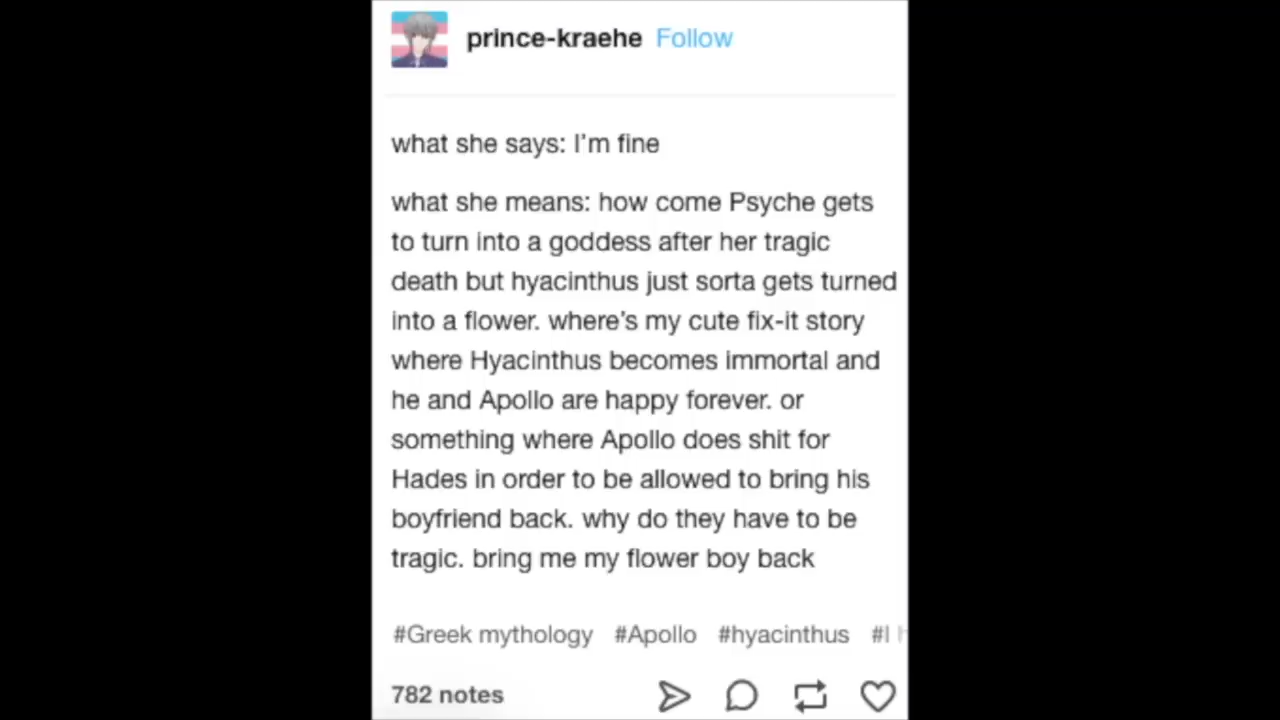 prince-kraehe Follow
what she says: I'm fine
what she means: how come Psyche gets
to turn into a goddess after her tragic
death but hyacinthus just sorta gets turned
into a flower. where's my cute fix-it story
where Hyacinthus becomes immortal and
he and Apollo are happy forever. or
something where Apollo does shit for
Hades in order to be allowed to bring his
boyfriend back. why do they have to be
tragic. bring me my flower boy back
#Greek mythology #Apollo #hyacinthus #I
782 notes